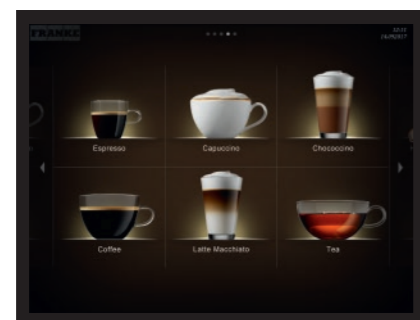 FRANKE
Espresso
Capuccino
Chococcino
Coffee
Latte Macchiato
Tea